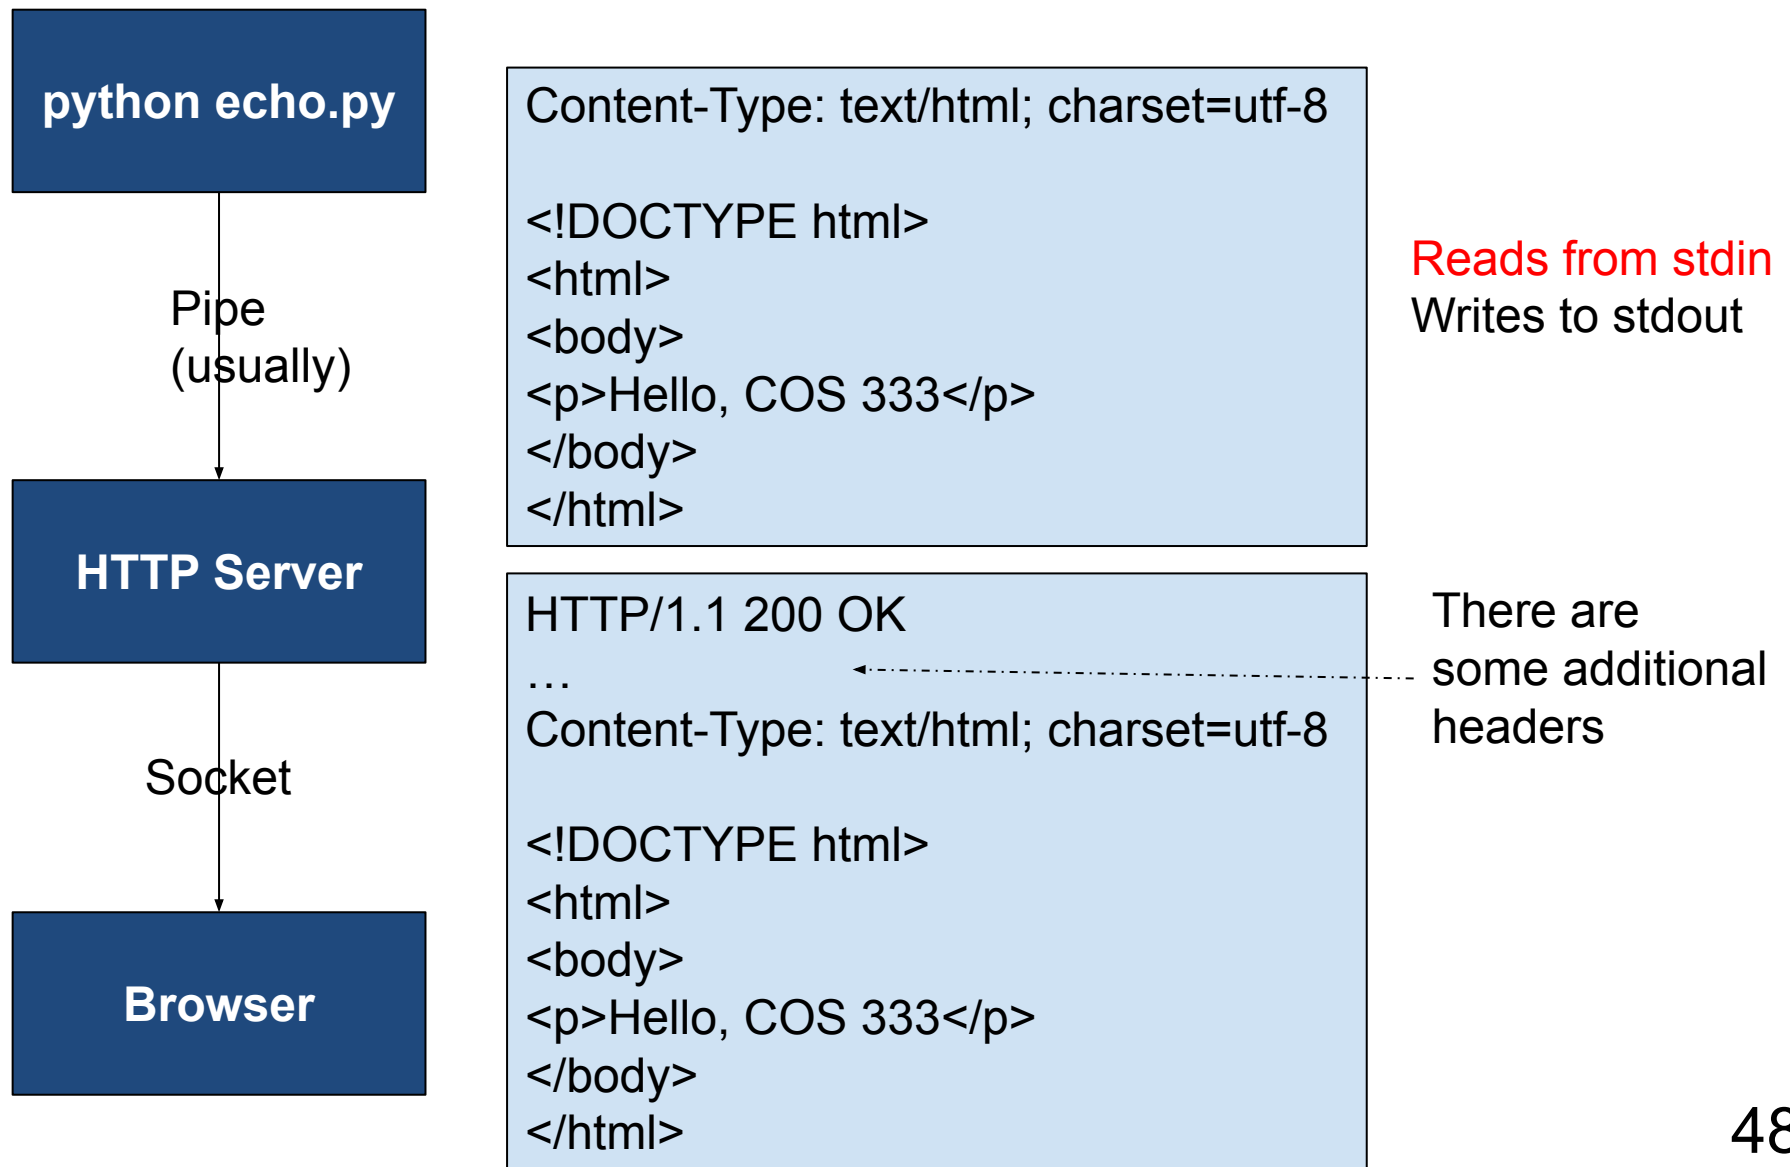 python echo.py
Content-Type: text/html; charset=utf-8
<!DOCTYPE html>
<html>
<body>
<p>Hello, COS 333</p>
</body>
</html>
Reads from stdin
Writes to stdout
Pipe
(usually)
HTTP Server
HTTP/1.1 200 OK
…
Content-Type: text/html; charset=utf-8
<!DOCTYPE html>
<html>
<body>
<p>Hello, COS 333</p>
</body>
</html>
There are
some additional
headers
Socket
Browser
48